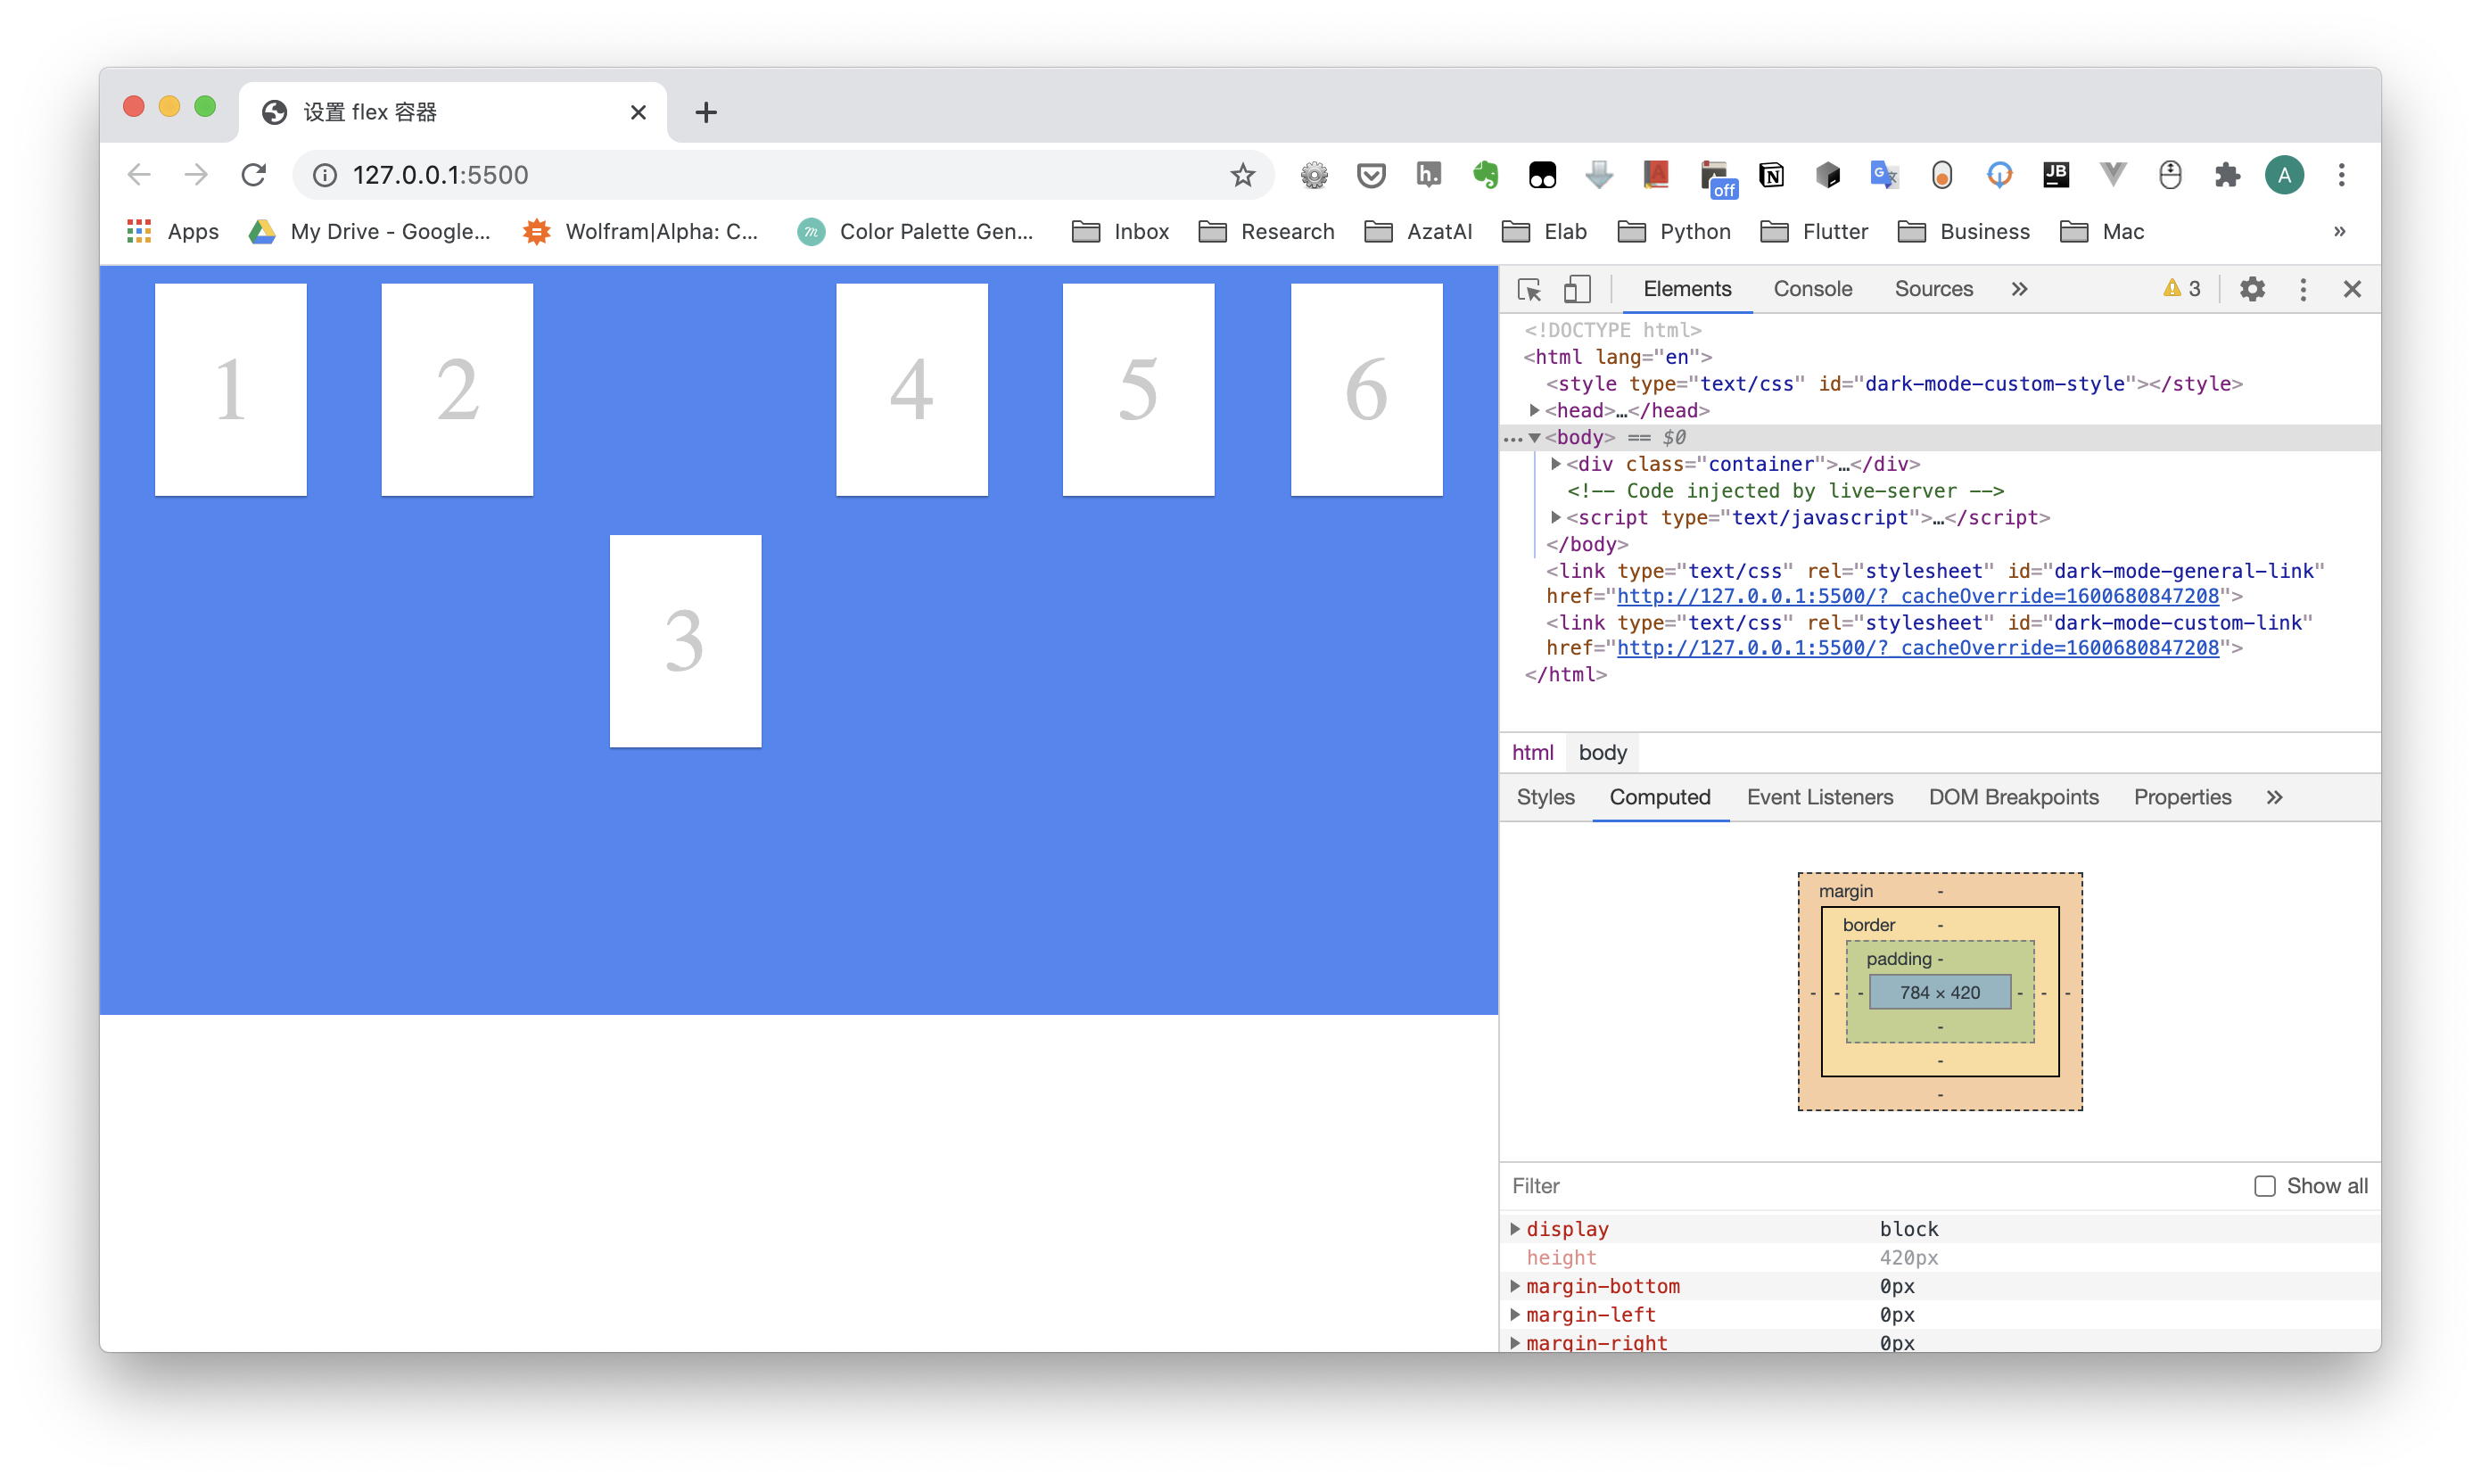 设置 flex 容器
127.0.0.1:5500
h.
off
N
A
G文
JB
A
Apps
My Drive - Google...
Wolfram|Alpha: C...
m
Color Palette Gen...
Inbox
Research
AzatAI
Elab
Python
Flutter
Business
Mac
»
1
2
4
5
6
3
Elements
Console
Sources
»
3
<!DOCTYPE html>
<html lang="en">
<style type="text/css" id="dark-mode-custom-style"></style>
<head>…</head>
… <body> == $0
<div class="container">…</div>
<!-- Code injected by live-server -->
<script type="text/javascript">…</script>
</body>
<link type="text/css" rel="stylesheet" id="dark-mode-general-link"
href="http://127.0.0.1:5500/?_cacheOverride=1600680847208">
<link type="text/css" rel="stylesheet" id="dark-mode-custom-link"
href="http://127.0.0.1:5500/?_cacheOverride=1600680847208">
</html>
html
body
Styles
Computed
Event Listeners
DOM Breakpoints
Properties
»
margin -
border -
padding -
- - - 784 × 420 - - -
-
-
-
Filter
Show all
display block
height 420px
margin-bottom 0px
margin-left 0px
margin-right 0px